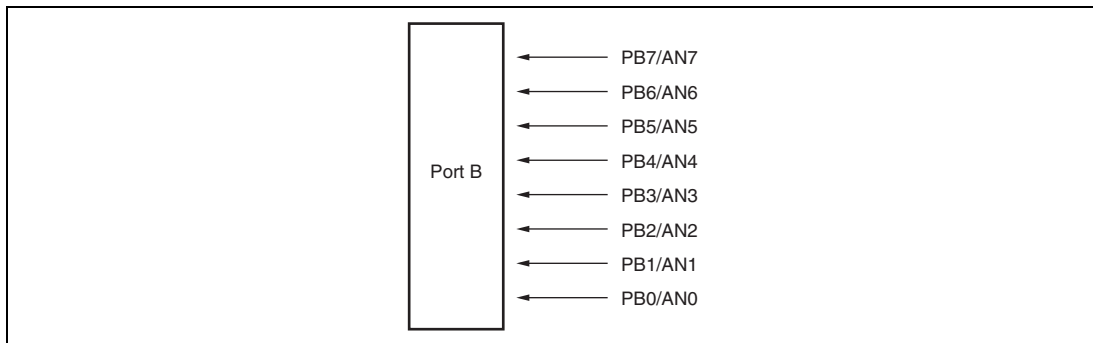 Port B
PB7/AN7
PB6/AN6
PB5/AN5
PB4/AN4
PB3/AN3
PB2/AN2
PB1/AN1
PB0/AN0